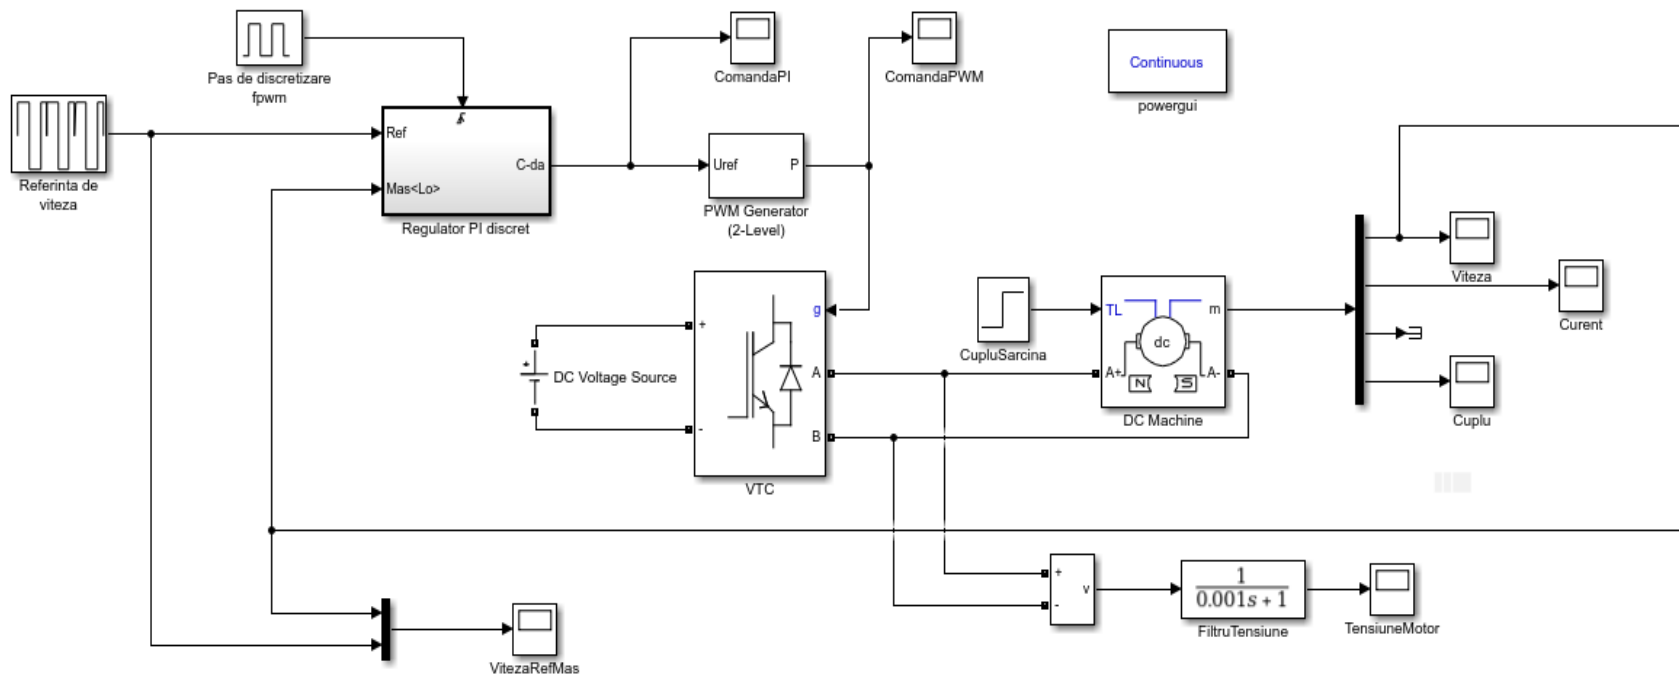 Pas de discretizare
fpwm
ComandaPI
ComandaPWM
Continuous
powergui
Referinta de
viteza
Ref
Mas<Lo>
C-da
Regulator PI discret
Uref
P
PWM Generator
(2-Level)
Viteza
Curent
Cuplu
DC Voltage Source
+
-
g
A
B
+
-
VTC
CupluSarcina
TL
m
dc
A+
A-
N
S
DC Machine
+
-
v
1
0.001s + 1
FiltruTensiune
TensiuneMotor
VitezaRefMas